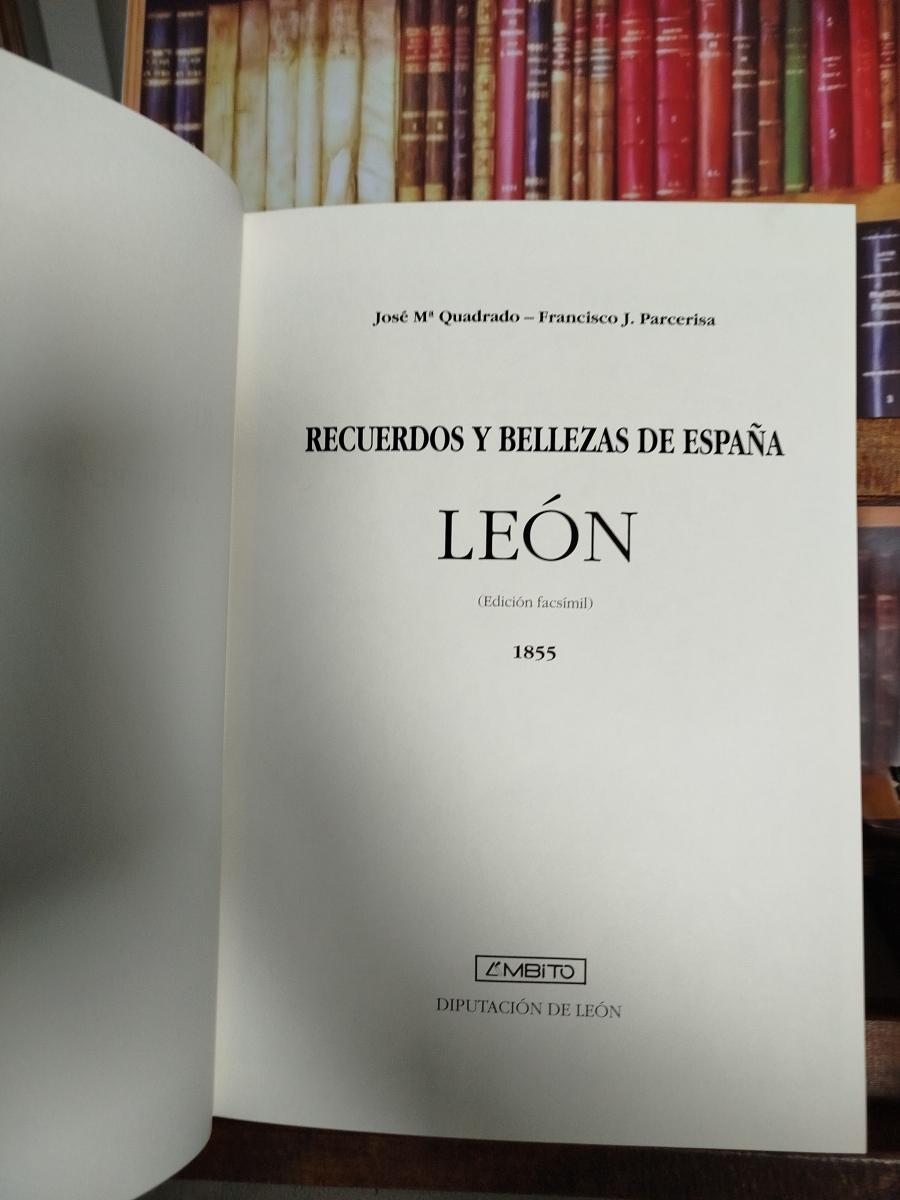 José Mª Quadrado – Francisco J. Parcerisa
RECUERDOS Y BELLEZAS DE ESPAÑA
LEÓN
(Edición facsímil)
1855
ÁMBiTO
DIPUTACIÓN DE LEÓN